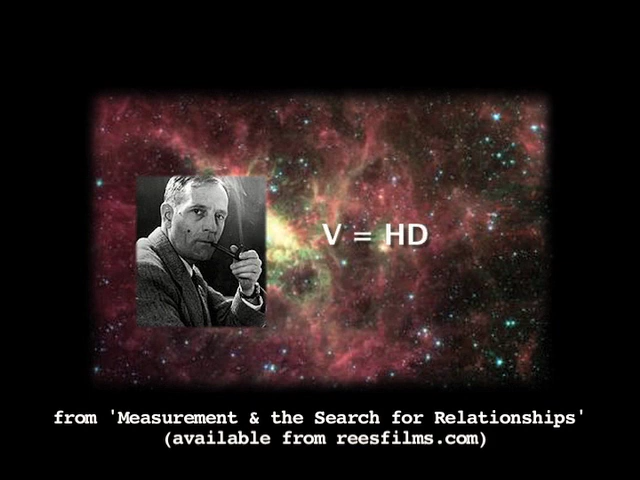 V = HD
from 'Measurement & the Search for Relationships'
(available from reesfilms.com)